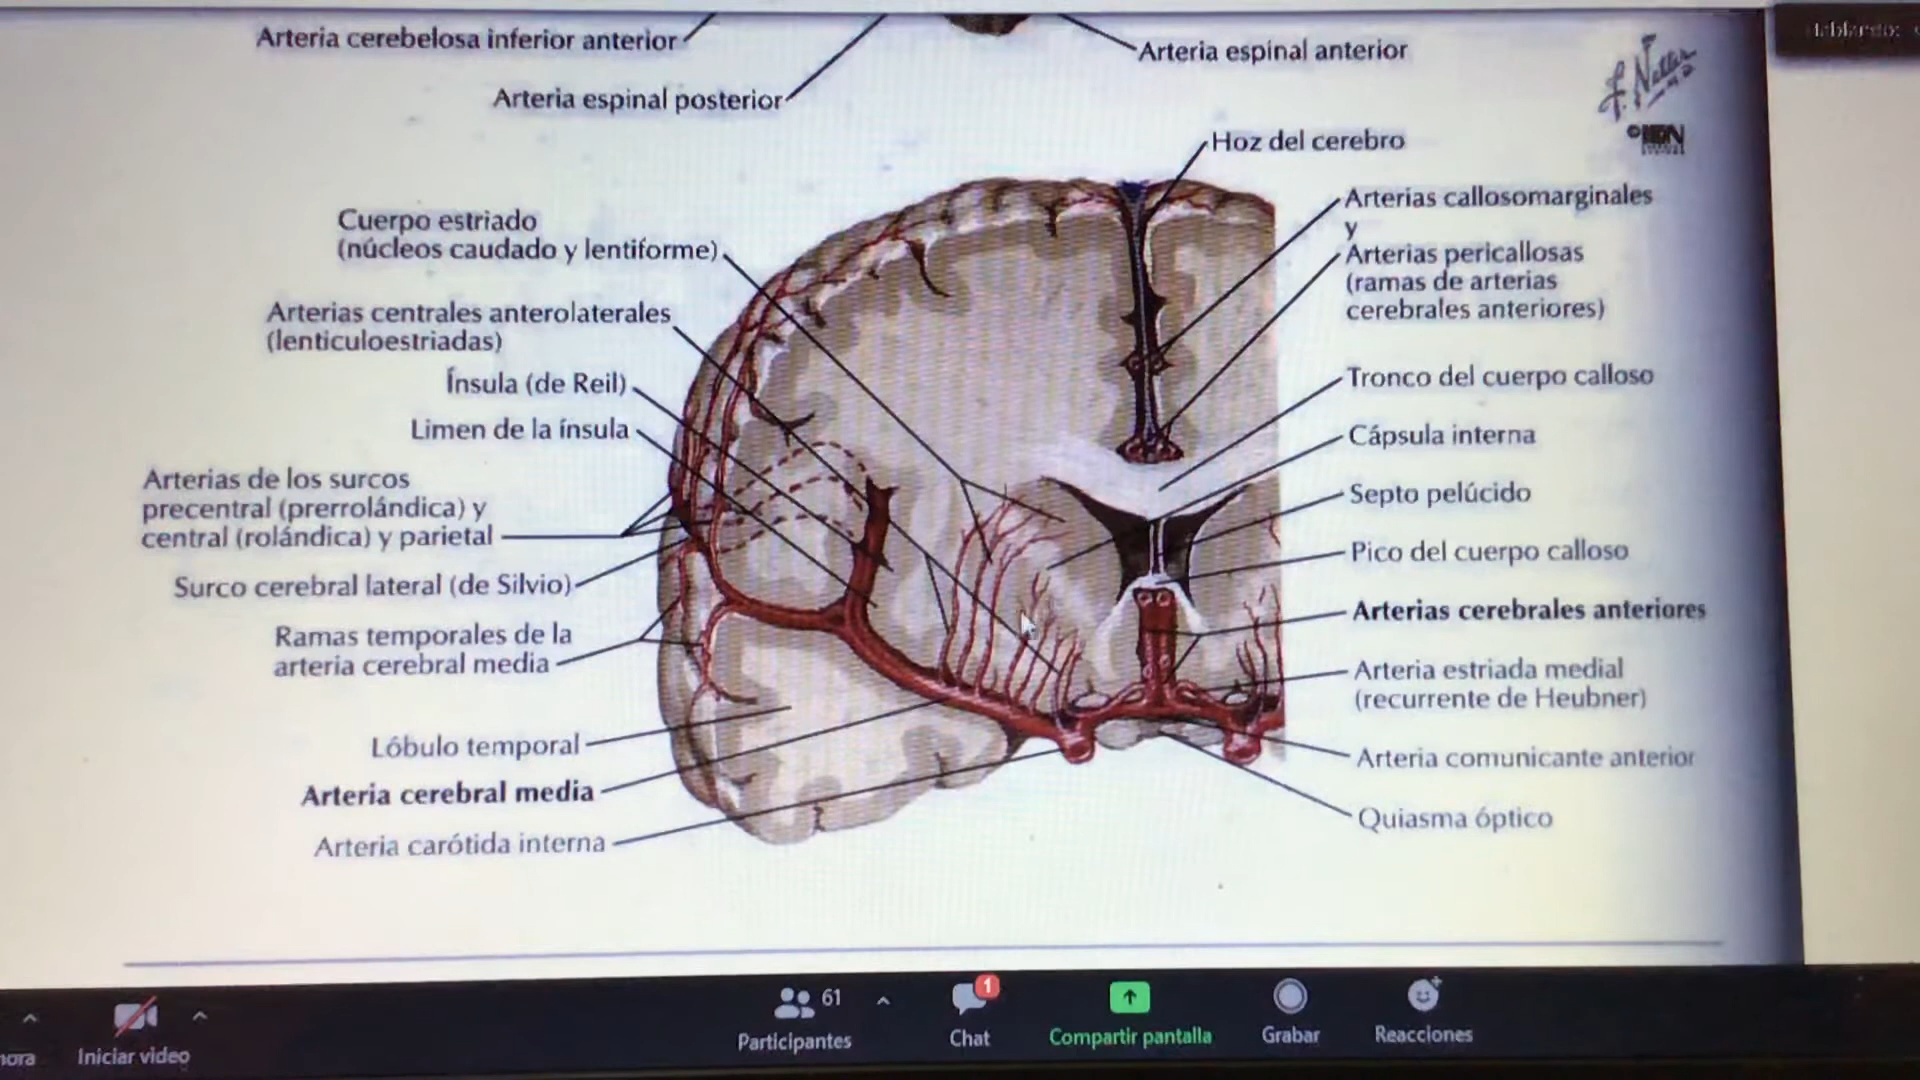 Arteria cerebelosa inferior anterior
Arteria espinal anterior
Arteria espinal posterior
F. Netter
M.D.
Hoz del cerebro
Arterias callosomarginales
y
Arterias pericallosas
(ramas de arterias
cerebrales anteriores)
Cuerpo estriado
(núcleos caudado y lentiforme)
Arterias centrales anterolaterales
(lenticuloestriadas)
Ínsula (de Reil)
Limen de la ínsula
Arterias de los surcos
precentral (prerrolándica) y
central (rolándica) y parietal
Surco cerebral lateral (de Silvio)
Ramas temporales de la
arteria cerebral media
Lóbulo temporal
Arteria cerebral media
Arteria carótida interna
Tronco del cuerpo calloso
Cápsula interna
Septo pelúcido
Pico del cuerpo calloso
Arterias cerebrales anteriores
Arteria estriada medial
(recurrente de Heubner)
Arteria comunicante anterior
Quiasma óptico
Iniciar video
61
Participantes
1
Chat
Compartir pantalla
Grabar
Reacciones